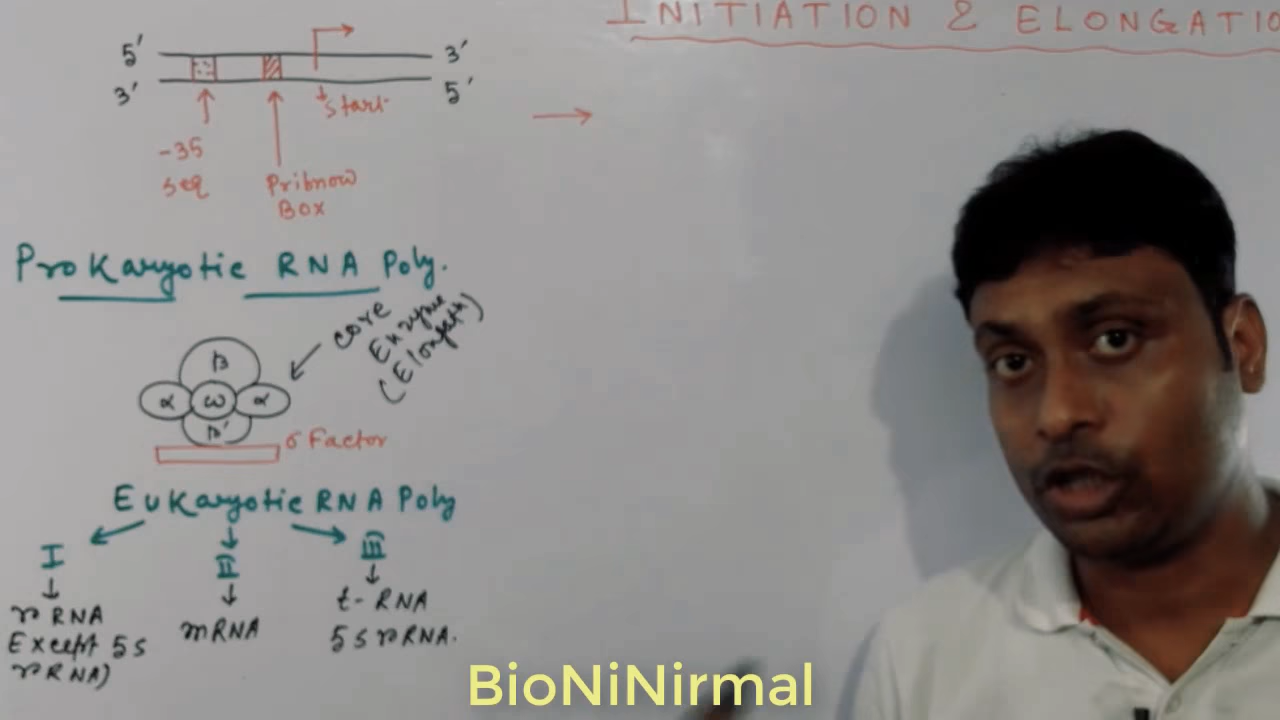 INITIATION & ELONGATIO
5' 3'
3' 5'
start
-35
seq
Pribnow
BOX
Prokaryotic RNA Poly.
core
Enzyme
(Elongath)
β
α ω α
β'
σ Factor
Eukaryotic RNA Poly
I II III
rRNA
Except 5s
rRNA)
mRNA
t-RNA
5s rRNA.
BioNiNirmal